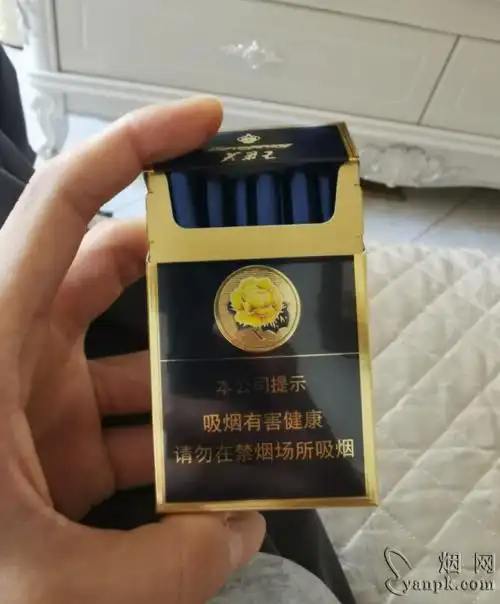 本公司提示
吸烟有害健康
请勿在禁烟场所吸烟
烟网
yanpk.com